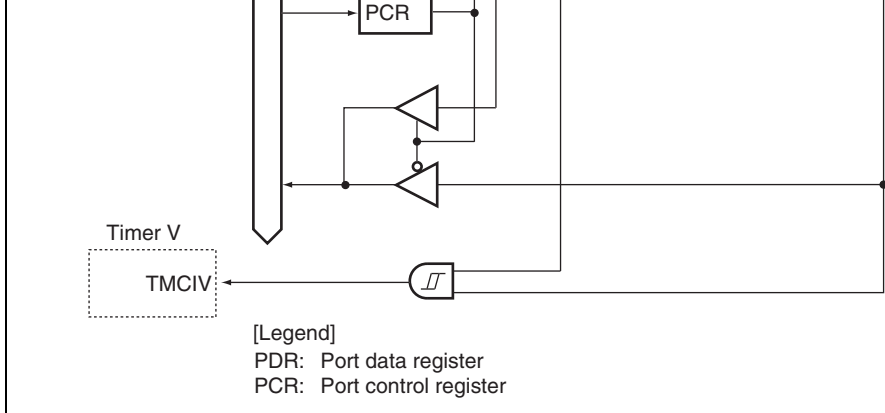 PCR
Timer V
TMCIV
[Legend]
PDR: Port data register
PCR: Port control register